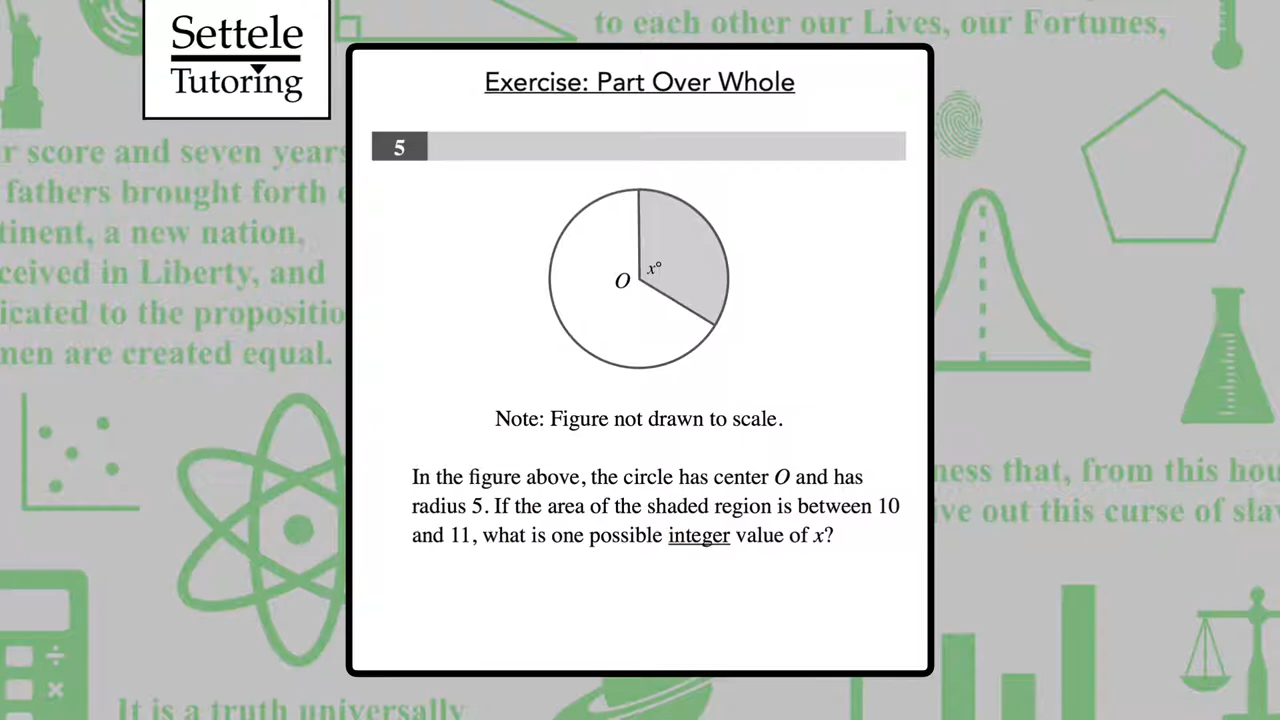 Settele
Tutoring
to each other our Lives, our Fortunes,
Exercise: Part Over Whole
5
r score and seven years
fathers brought forth
tinent, a new nation,
ceived in Liberty, and
icated to the propositio
men are created equal.
O
x°
Note: Figure not drawn to scale.
In the figure above, the circle has center O and has
radius 5. If the area of the shaded region is between 10
and 11, what is one possible integer value of x?
ness that, from this hou
ive out this curse of slav
÷
×
It is a truth universally